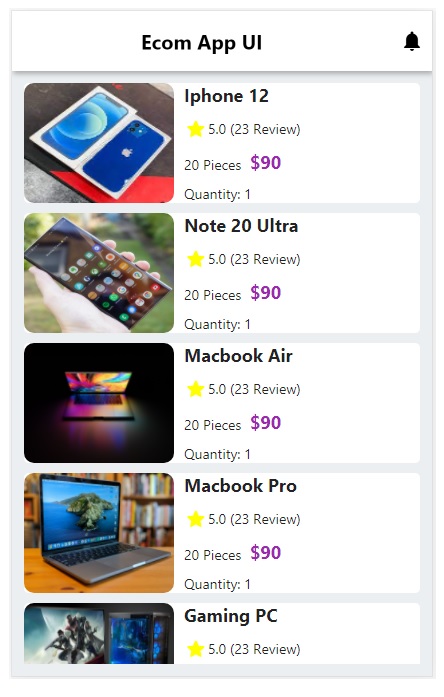 Ecom App UI
Iphone 12
5.0 (23 Review)
20 Pieces $90
Quantity: 1
Note 20 Ultra
5.0 (23 Review)
20 Pieces $90
Quantity: 1
Macbook Air
5.0 (23 Review)
20 Pieces $90
Quantity: 1
Macbook Pro
5.0 (23 Review)
20 Pieces $90
Quantity: 1
Gaming PC
5.0 (23 Review)